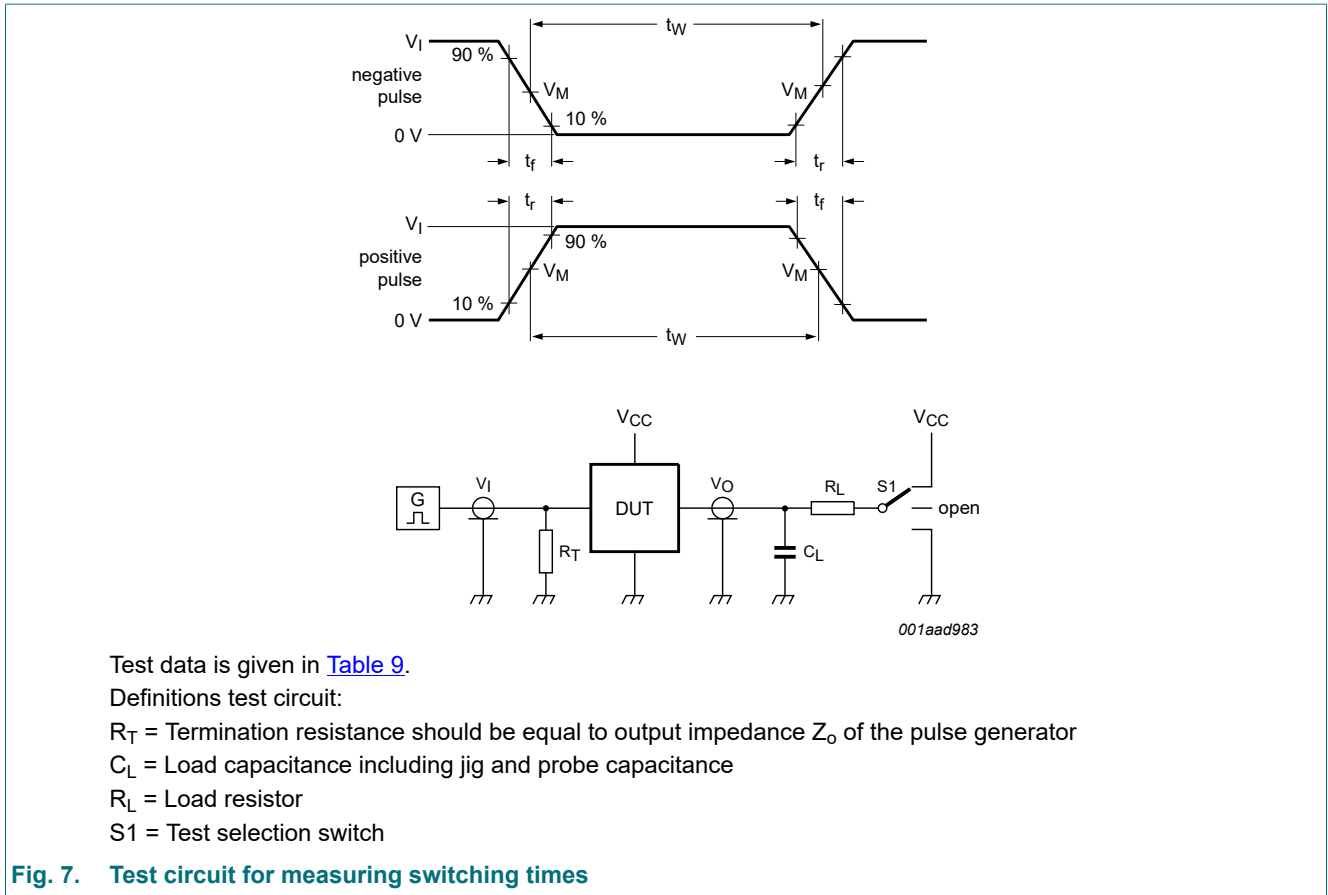 tW
VI
90 %
negative
pulse
VM
VM
10 %
0 V
tf
tr
tr
tf
VI
90 %
positive
pulse
VM
VM
10 %
0 V
tW
VCC
VCC
G
VI
DUT
VO
RL
S1
open
RT
CL
001aad983
Test data is given in Table 9.
Definitions test circuit:
RT = Termination resistance should be equal to output impedance Zo of the pulse generator
CL = Load capacitance including jig and probe capacitance
RL = Load resistor
S1 = Test selection switch
Fig. 7. Test circuit for measuring switching times